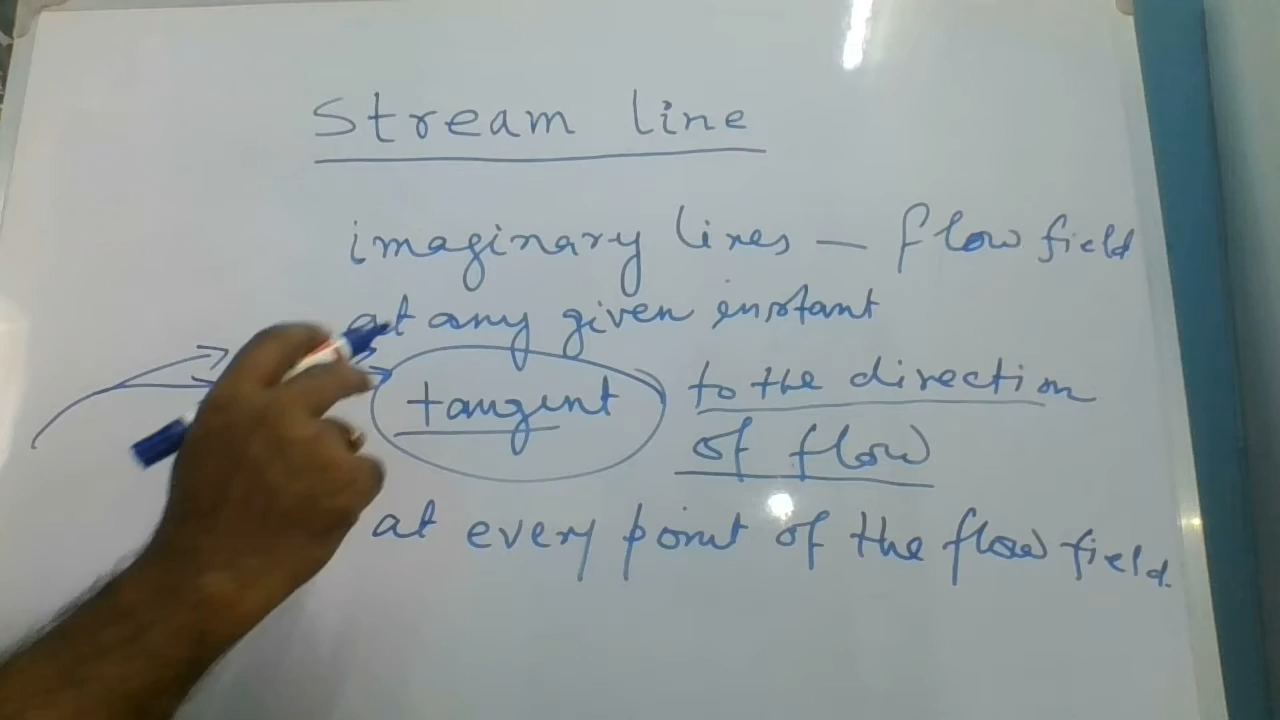 Stream line
imaginary lines — flow field
at any given instant
tangent to the direction
of flow
at every point of the flow field.